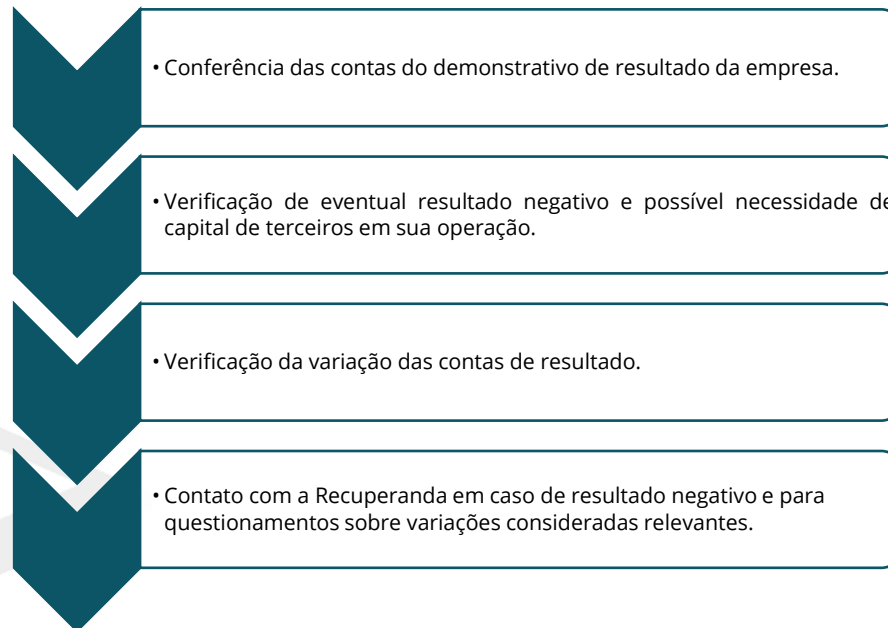 • Conferência das contas do demonstrativo de resultado da empresa.
• Verificação de eventual resultado negativo e possível necessidade de
capital de terceiros em sua operação.
• Verificação da variação das contas de resultado.
• Contato com a Recuperanda em caso de resultado negativo e para
questionamentos sobre variações consideradas relevantes.